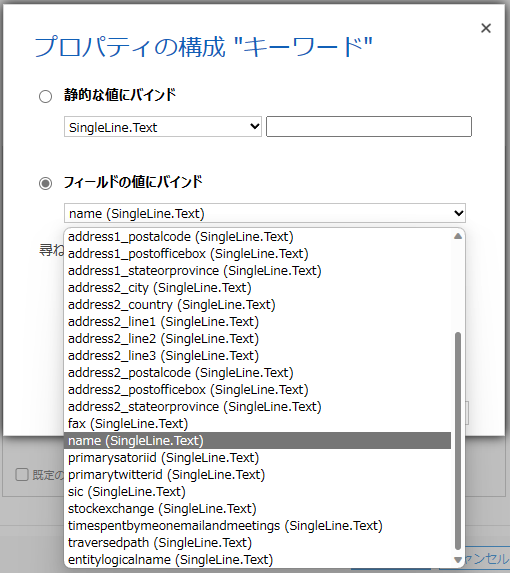 プロパティの構成 "キーワード"
静的な値にバインド
SingleLine.Text
フィールドの値にバインド
name (SingleLine.Text)
尋ね
address1_postalcode (SingleLine.Text)
address1_postofficebox (SingleLine.Text)
address1_stateorprovince (SingleLine.Text)
address2_city (SingleLine.Text)
address2_country (SingleLine.Text)
address2_line1 (SingleLine.Text)
address2_line2 (SingleLine.Text)
address2_line3 (SingleLine.Text)
address2_postalcode (SingleLine.Text)
address2_postofficebox (SingleLine.Text)
address2_stateorprovince (SingleLine.Text)
fax (SingleLine.Text)
name (SingleLine.Text)
primarysatoriid (SingleLine.Text)
primarytwitterid (SingleLine.Text)
sic (SingleLine.Text)
stockexchange (SingleLine.Text)
timespentbymeonemailandmeetings (SingleLine.Text)
traversedpath (SingleLine.Text)
entitylogicalname (SingleLine.Text)
既定の
ャンセル